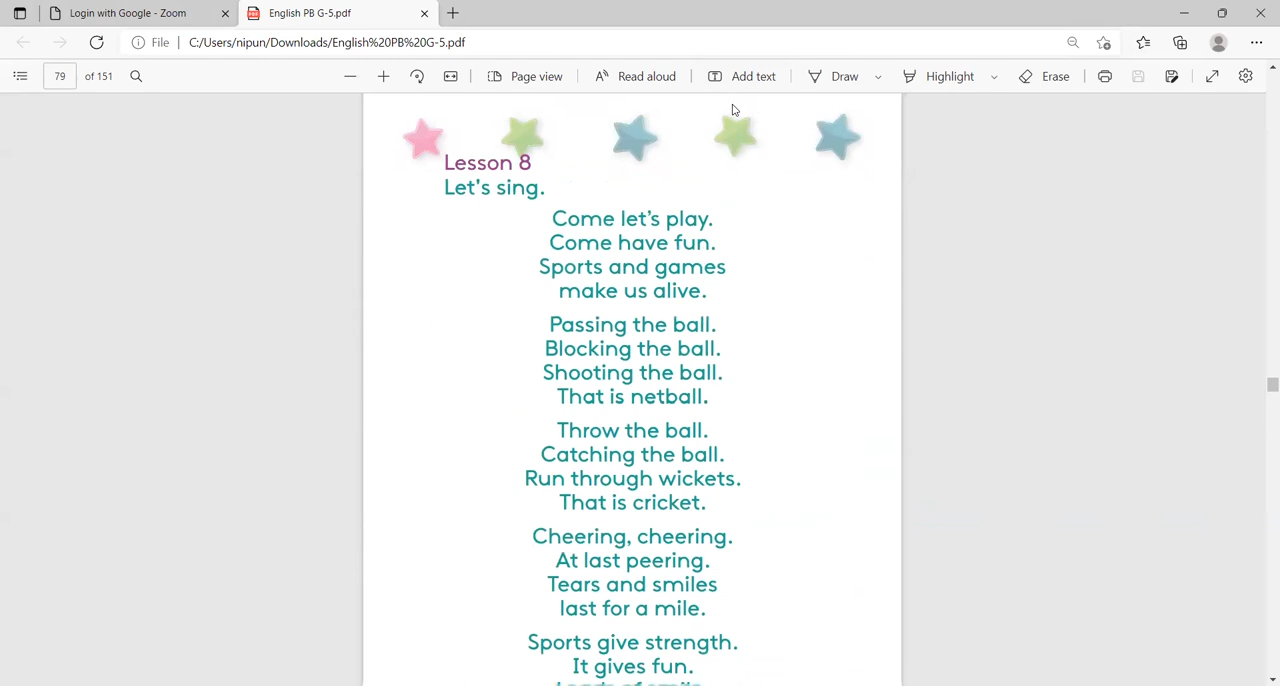 Login with Google - Zoom
English PB G-5.pdf
File
C:/Users/nipun/Downloads/English%20PB%20G-5.pdf
79 of 151
Page view
Read aloud
Add text
Draw
Highlight
Erase
Lesson 8
Let's sing.
Come let's play.
Come have fun.
Sports and games
make us alive.
Passing the ball.
Blocking the ball.
Shooting the ball.
That is netball.
Throw the ball.
Catching the ball.
Run through wickets.
That is cricket.
Cheering, cheering.
At last peering.
Tears and smiles
last for a mile.
Sports give strength.
It gives fun.